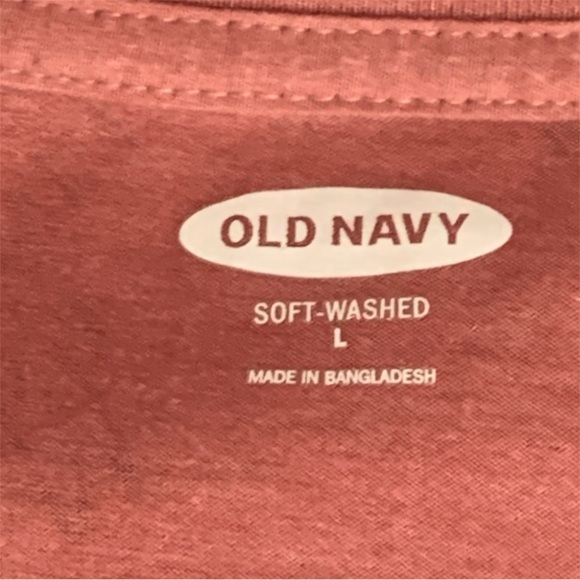 OLD NAVY
SOFT-WASHED
L
MADE IN BANGLADESH